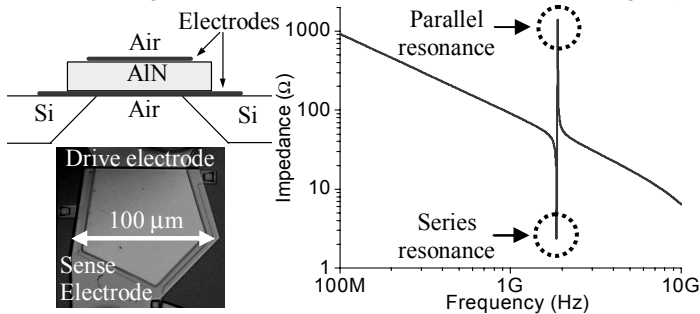 Electrodes
Air
AlN
Si
Air
Si
Drive electrode
100 µm
Sense
Electrode
Impedance (Ω)
1000
100
10
1
Parallel
resonance
Series
resonance
100M
1G
10G
Frequency (Hz)